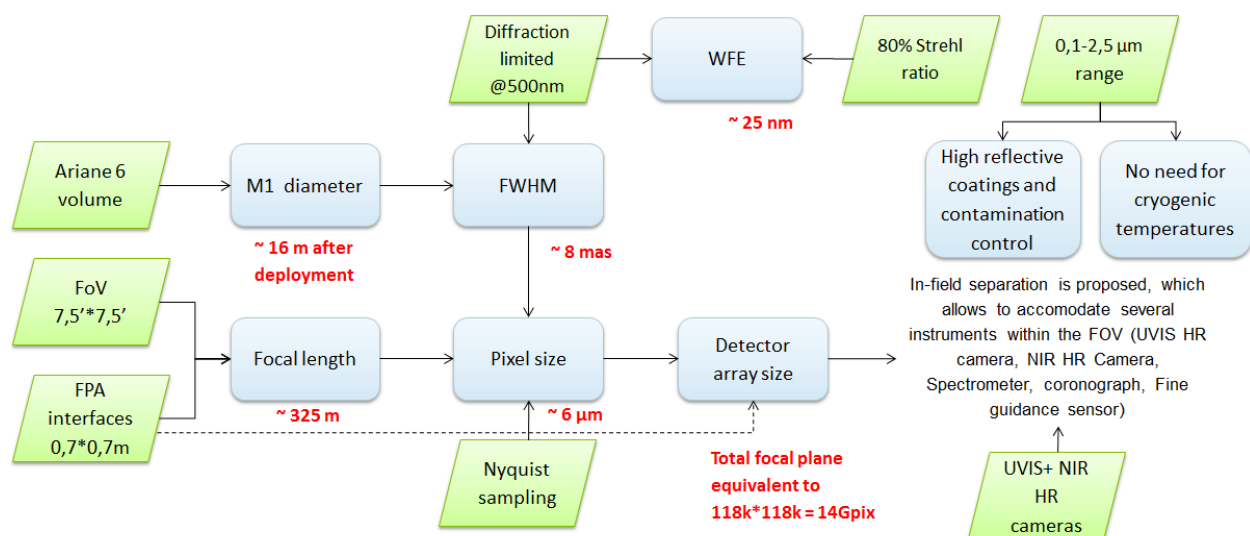 Diffraction
limited
@500nm
WFE
80% Strehl
ratio
0,1-2,5 µm
range
~ 25 nm
Ariane 6
volume
M1 diameter
FWHM
High reflective
coatings and
contamination
control
No need for
cryogenic
temperatures
~ 16 m after
deployment
~ 8 mas
FoV
7,5’*7,5’
Focal length
Pixel size
Detector
array size
In-field separation is proposed, which
allows to accomodate several
instruments within the FOV (UVIS HR
camera, NIR HR Camera,
Spectrometer, coronograph, Fine
guidance sensor)
FPA
interfaces
0,7*0,7m
~ 325 m
~ 6 µm
Nyquist
sampling
Total focal plane
equivalent to
118k*118k = 14Gpix
UVIS+ NIR
HR
cameras